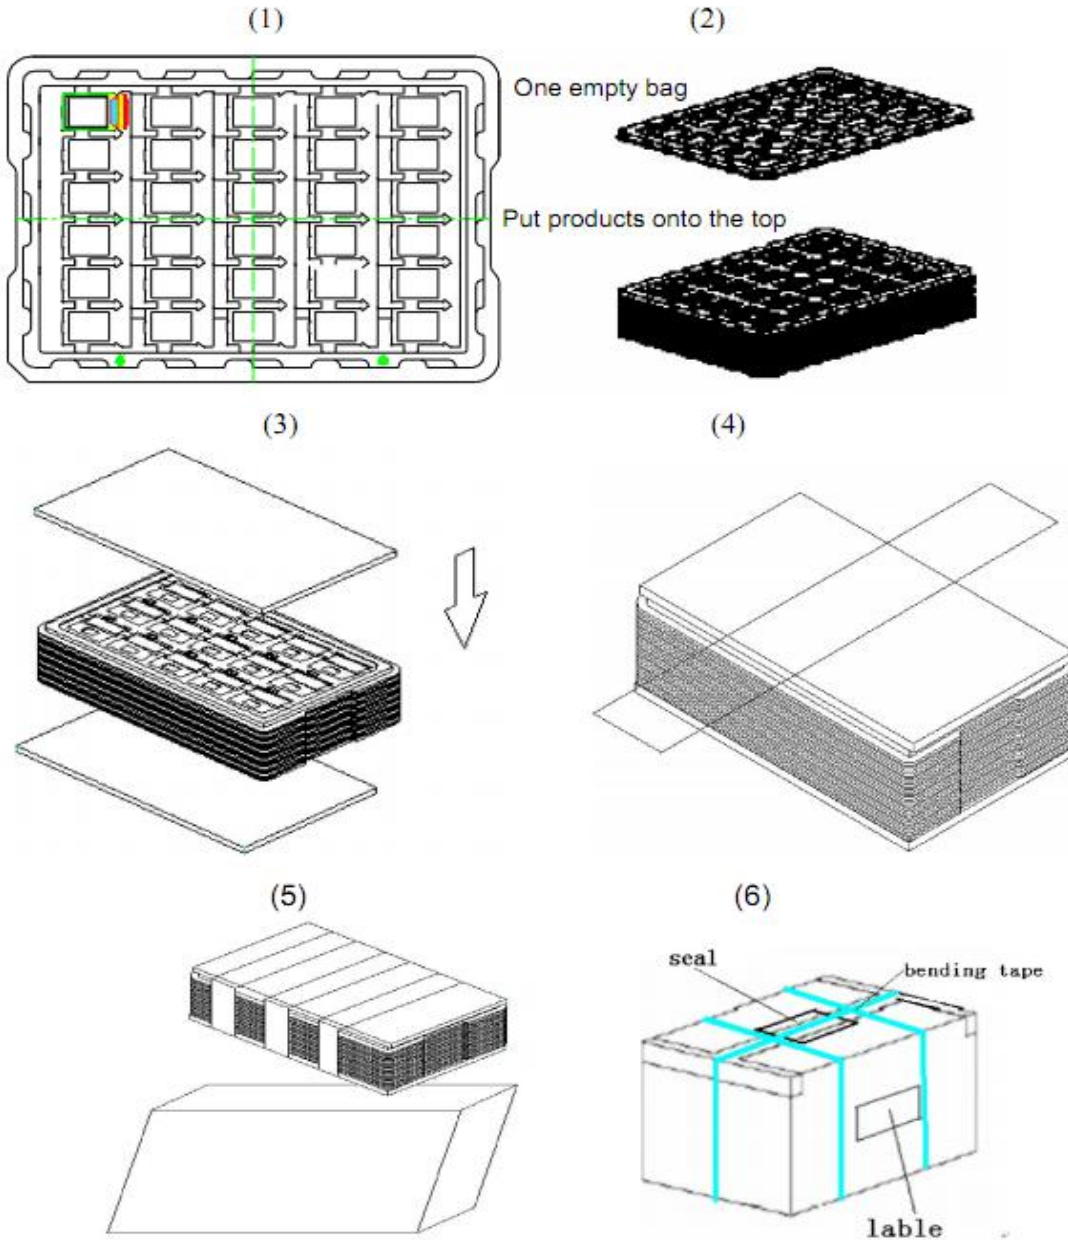 (1)
(2)
One empty bag
Put products onto the top
(3)
(4)
(5)
(6)
seal
bending tape
lable